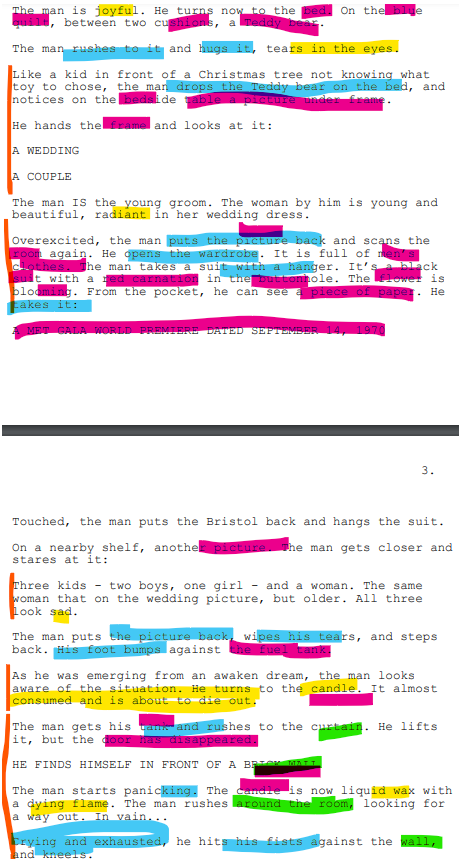 The man is joyful. He turns now to the bed. On the blue
quilt, between two cushions, a Teddy bear.
The man rushes to it and hugs it, tears in the eyes.
Like a kid in front of a Christmas tree not knowing what
toy to chose, the man drops the Teddy bear on the bed, and
notices on the bedside table a picture under frame.
He hands the frame and looks at it:
A WEDDING
A COUPLE
The man IS the young groom. The woman by him is young and
beautiful, radiant in her wedding dress.
Overexcited, the man puts the picture back and scans the
room again. He opens the wardrobe. It is full of men's
clothes. The man takes a suit with a hanger. It's a black
suit with a red carnation in the buttonhole. The flower is
blooming. From the pocket, he can see a piece of paper. He
takes it:
A MET GALA WORLD PREMIERE DATED SEPTEMBER 14, 1970
3.
Touched, the man puts the Bristol back and hangs the suit.
On a nearby shelf, another picture. The man gets closer and
stares at it:
Three kids - two boys, one girl - and a woman. The same
woman that on the wedding picture, but older. All three
look sad.
The man puts the picture back, wipes his tears, and steps
back. His foot bumps against the fuel tank.
As he was emerging from an awaken dream, the man looks
aware of the situation. He turns to the candle. It almost
consumed and is about to die out.
The man gets his tank and rushes to the curtain. He lifts
it, but the door has disappeared.
HE FINDS HIMSELF IN FRONT OF A BRICK WALL
The man starts panicking. The candle is now liquid wax with
a dying flame. The man rushes around the room, looking for
a way out. In vain...
Crying and exhausted, he hits his fists against the wall,
and kneels.